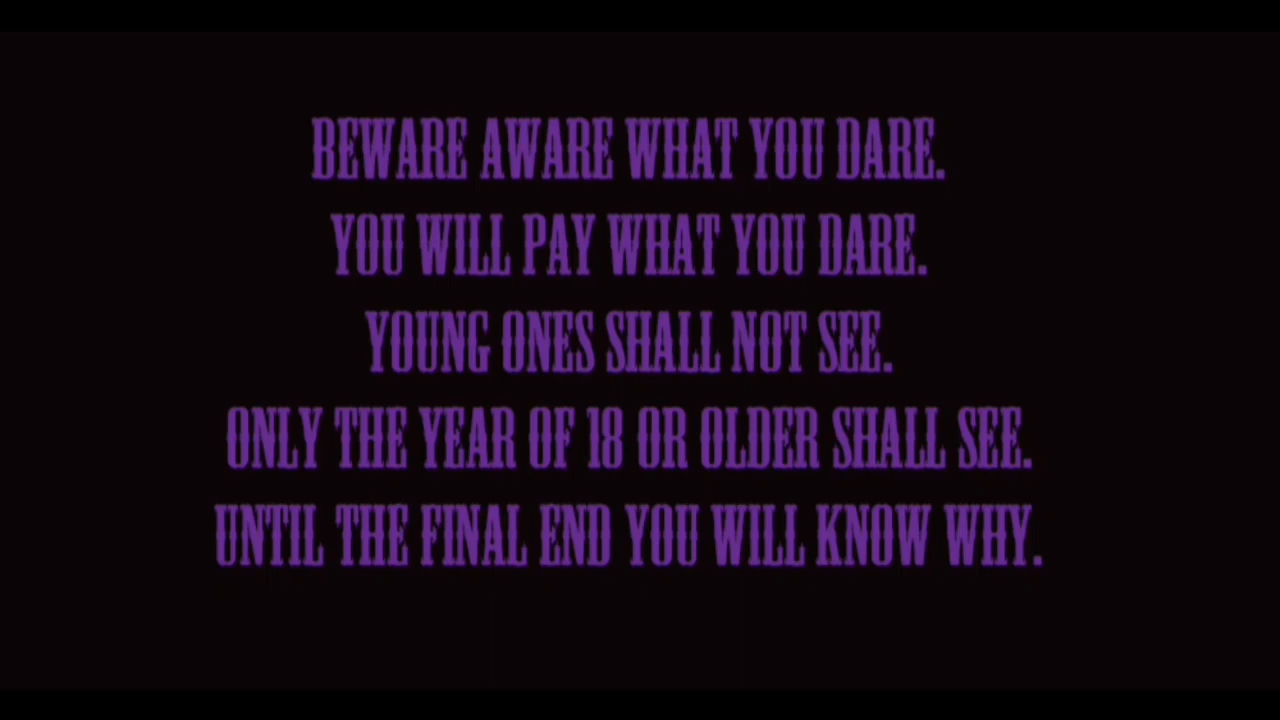 BEWARE AWARE WHAT YOU DARE.
YOU WILL PAY WHAT YOU DARE.
YOUNG ONES SHALL NOT SEE.
ONLY THE YEAR OF 18 OR OLDER SHALL SEE.
UNTIL THE FINAL END YOU WILL KNOW WHY.